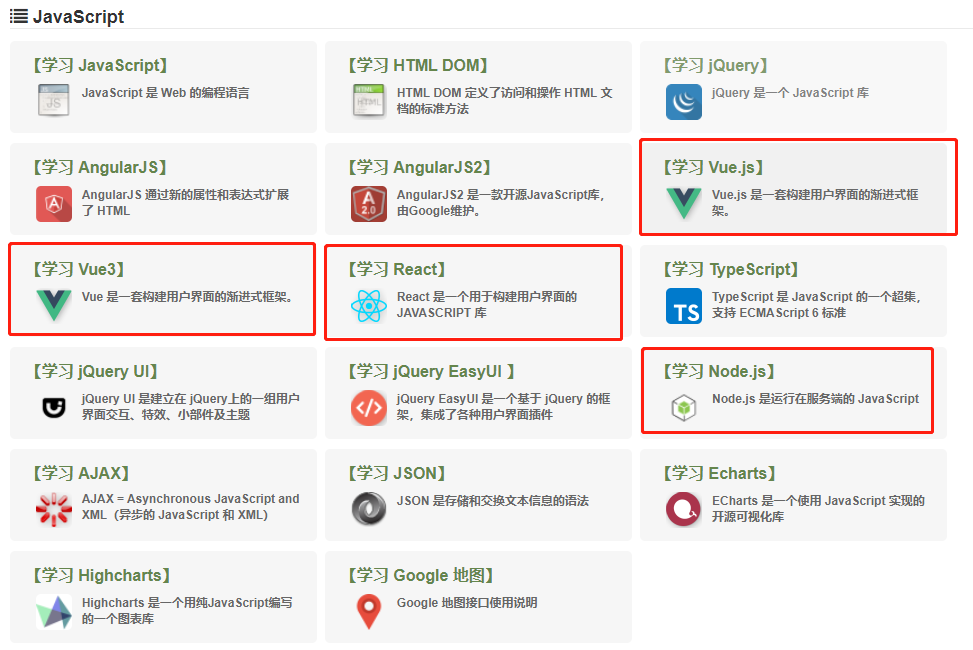 JavaScript
【学习 JavaScript】
JavaScript 是 Web 的编程语言
【学习 HTML DOM】
HTML DOM 定义了访问和操作 HTML 文
档的标准方法
【学习 jQuery】
jQuery 是一个 JavaScript 库
【学习 AngularJS】
AngularJS 通过新的属性和表达式扩展
了 HTML
【学习 AngularJS2】
AngularJS2 是一款开源JavaScript库，
由Google维护。
【学习 Vue.js】
Vue.js 是一套构建用户界面的渐进式框
架。
【学习 Vue3】
Vue 是一套构建用户界面的渐进式框架。
【学习 React】
React 是一个用于构建用户界面的
JAVASCRIPT 库
【学习 TypeScript】
TypeScript 是 JavaScript 的一个超集，
支持 ECMAScript 6 标准
【学习 jQuery UI】
jQuery UI 是建立在 jQuery上的一组用户
界面交互、特效、小部件及主题
【学习 jQuery EasyUI 】
jQuery EasyUI 是一个基于 jQuery 的框
架，集成了各种用户界面插件
【学习 Node.js】
Node.js 是运行在服务端的 JavaScript
【学习 AJAX】
AJAX = Asynchronous JavaScript and
XML（异步的 JavaScript 和 XML）
【学习 JSON】
JSON 是存储和交换文本信息的语法
【学习 Echarts】
ECharts 是一个使用 JavaScript 实现的
开源可视化库
【学习 Highcharts】
Highcharts 是一个用纯JavaScript编写
的一个图表库
【学习 Google 地图】
Google 地图接口使用说明
JS
HTML
HTML
A
A
2.0
TS